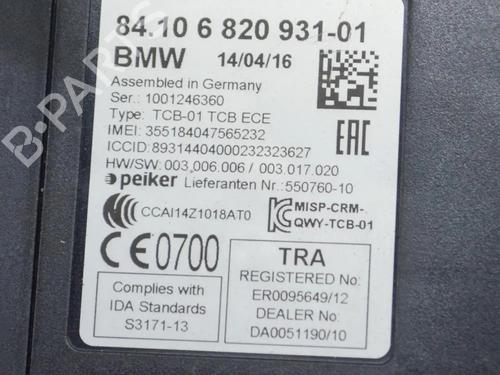 84.10 6 820 931-01
BMW 14/04/16
Assembled in Germany
Ser.: 1001246360
Type: TCB-01 TCB ECE
IMEI: 355184047565232
ICCID: 89314404000232323627
HW/SW: 003,006.006 / 003.017.020
peiker Lieferanten Nr.:550760-10
CCAI14Z1018AT0
MISP-CRM-
QWY-TCB-01
EAC
CE0700
Complies with
IDA Standards
S3171-13
TRA
REGISTERED No:
ER0095649/12
DEALER No:
DA0051190/10
B-PARTS